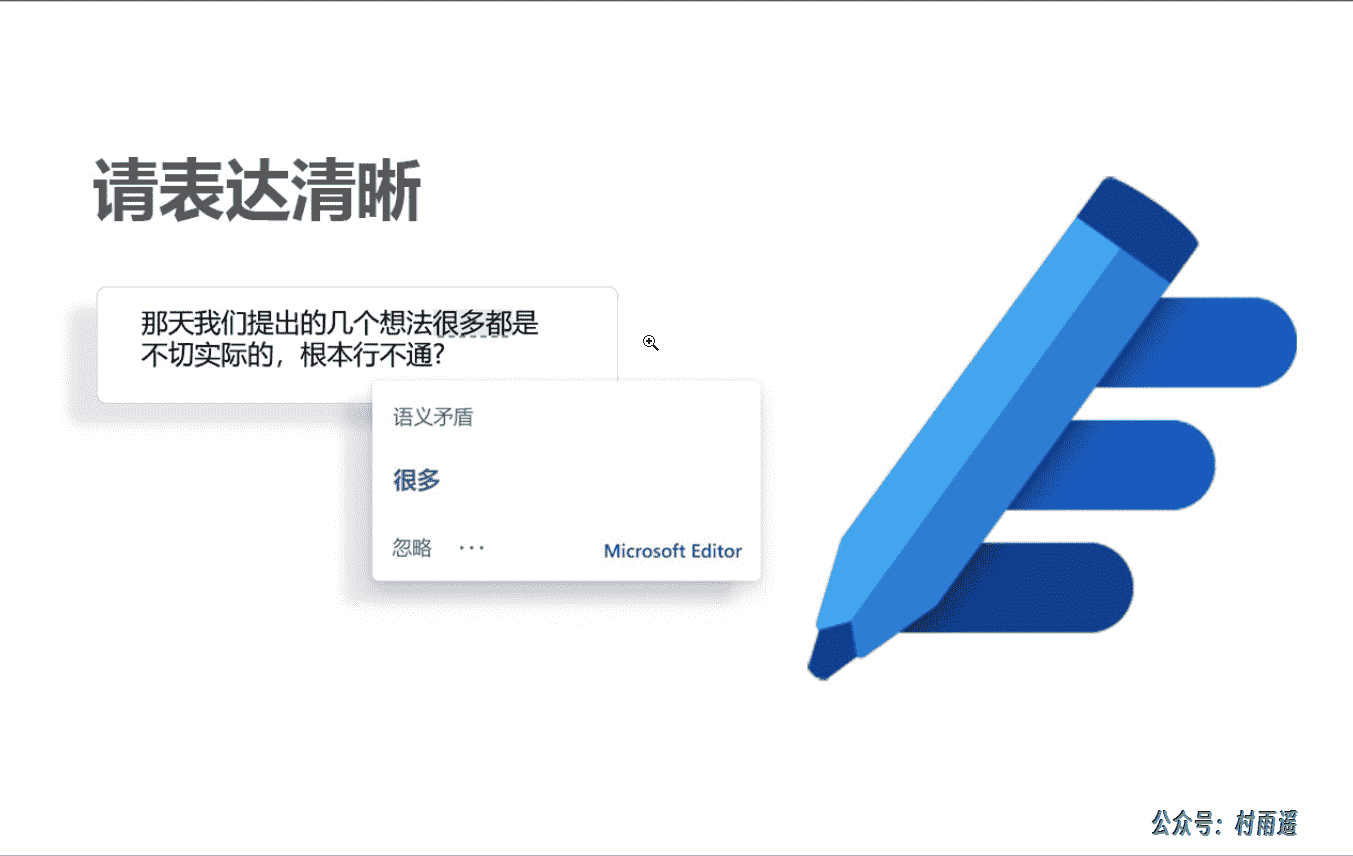 请表达清晰
那天我们提出的几个想法很多都是
不切实际的，根本行不通?
语义矛盾
很多
忽略 ···
Microsoft Editor
公众号：村雨遥